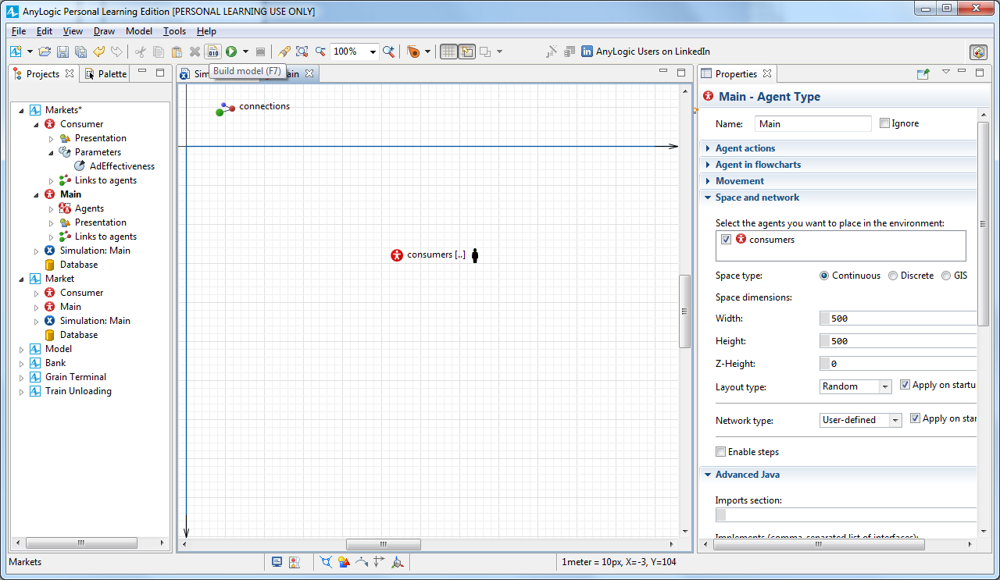 AnyLogic Personal Learning Edition [PERSONAL LEARNING USE ONLY]
File Edit View Draw Model Tools Help
100%
AnyLogic Users on LinkedIn
Projects
Palette
Sim
Build model (F7)
ain
Properties
Markets*
Consumer
Presentation
Parameters
AdEffectiveness
Links to agents
Main
Agents
Presentation
Links to agents
Simulation: Main
Database
Market
Consumer
Main
Simulation: Main
Database
Model
Bank
Grain Terminal
Train Unloading
connections
consumers [..]
Main - Agent Type
Name: Main Ignore
Agent actions
Agent in flowcharts
Movement
Space and network
Select the agents you want to place in the environment:
consumers
Space type: Continuous Discrete GIS
Space dimensions:
Width: 500
Height: 500
Z-Height: 0
Layout type: Random Apply on startu
Network type: User-defined Apply on star
Enable steps
Advanced Java
Imports section:
Implements (comma-separated list of interfaces):
Markets
1meter = 10px, X=-3, Y=104